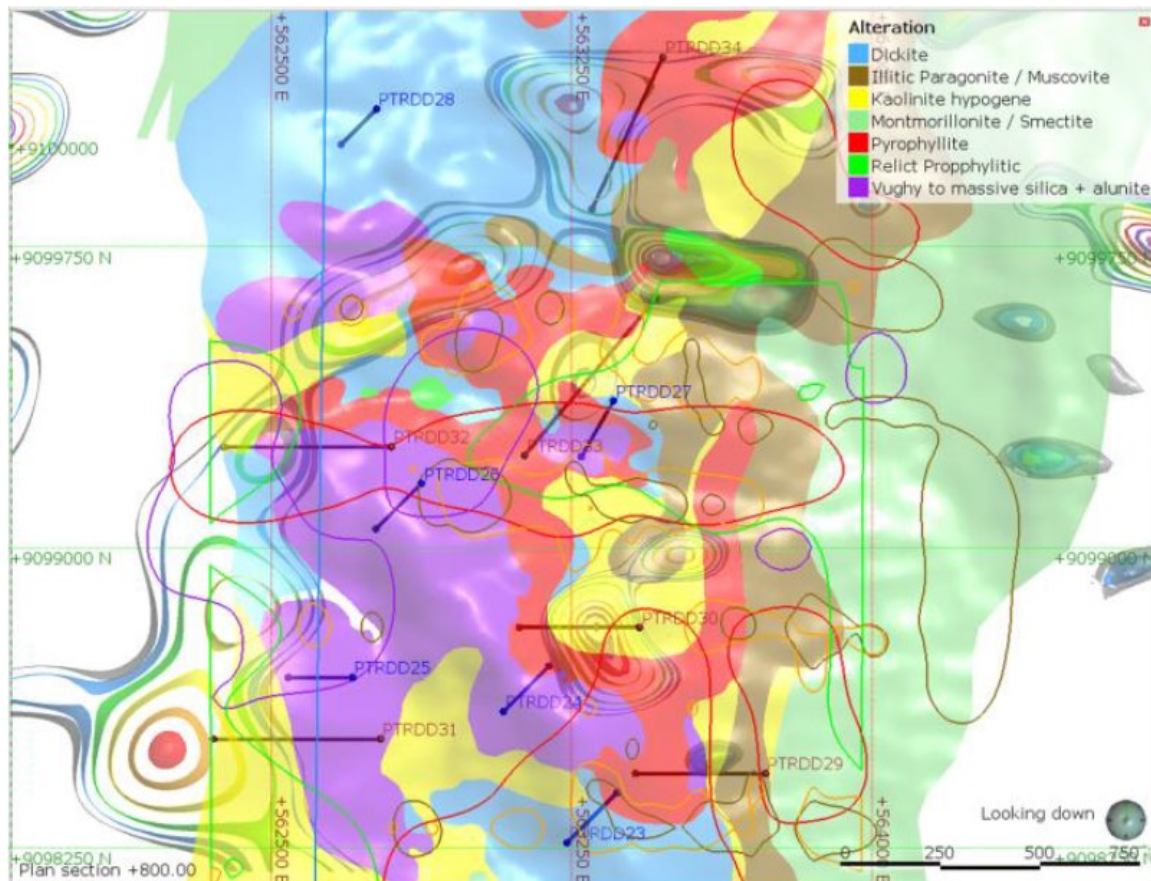 +562500 E
+563250 E
PTRDD34
Alteration
Dickite
Illitic Paragonite / Muscovite
Kaolinite hypogene
Montmorillonite / Smectite
Pyrophyllite
Relict Propphylitic
Vughy to massive silica + alunite
PTRDD28
+9100000
+9099750 N
+9099750 N
PTRDD27
PTRDD32
PTRDD33
PTRDD26
+9099000 N
+9099000 N
PTRDD30
PTRDD25
PTRDD24
PTRDD31
PTRDD29
PTRDD23
+562500 E
+564000 E
Looking down
+9098250 N
0 250 500 750
Plan section +800.00